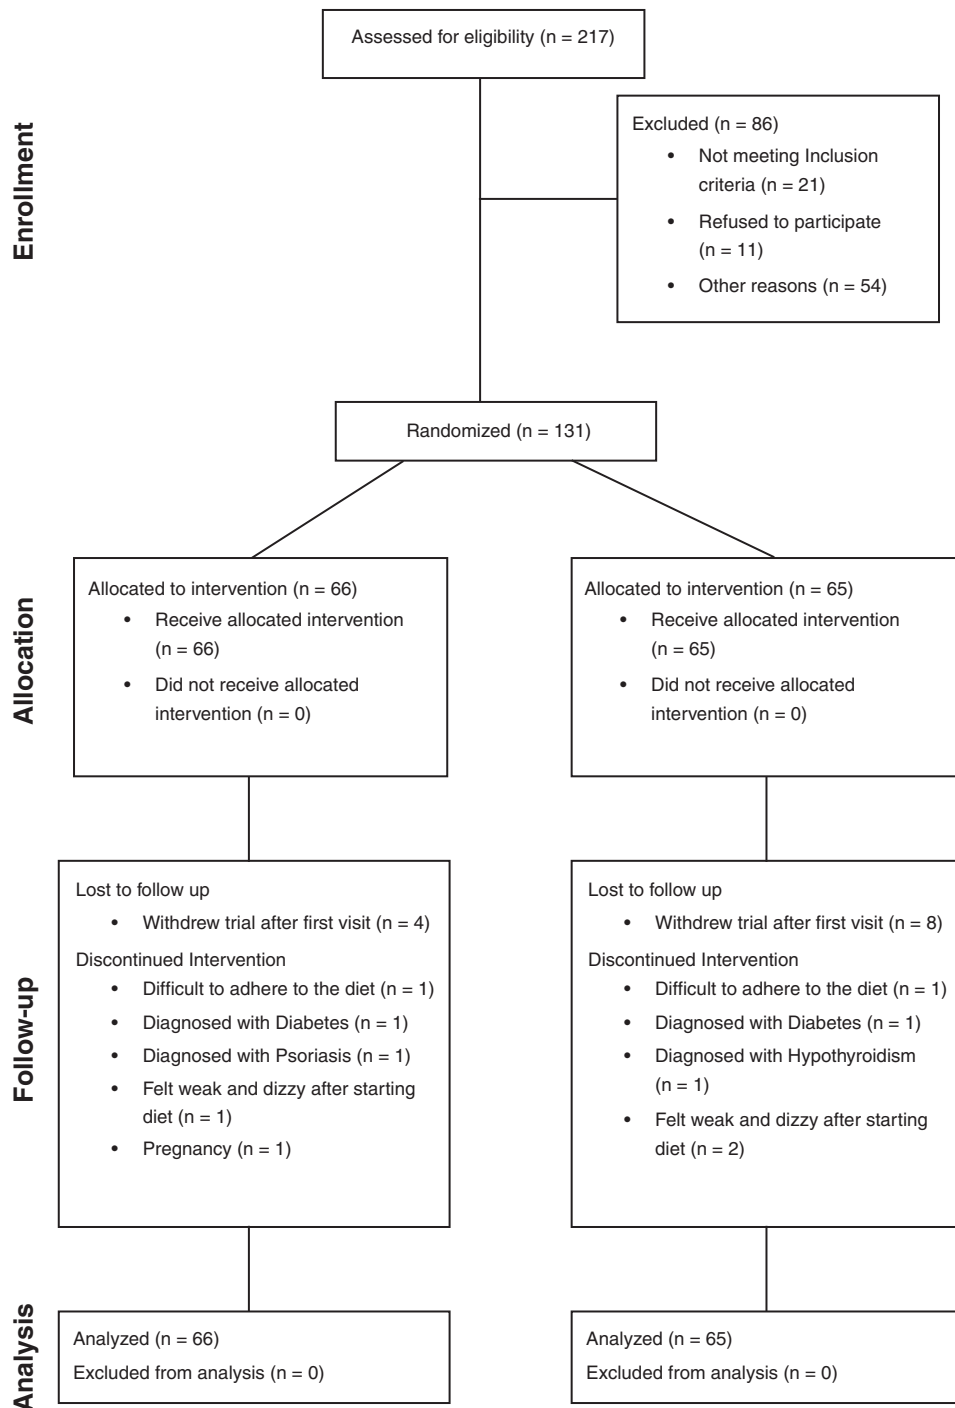 Assessed for eligibility (n = 217)
Enrollment
Excluded (n = 86)
• Not meeting Inclusion
criteria (n = 21)
• Refused to participate
(n = 11)
• Other reasons (n = 54)
Randomized (n = 131)
Allocation
Allocated to intervention (n = 66)
• Receive allocated intervention
(n = 66)
• Did not receive allocated
intervention (n = 0)
Allocated to intervention (n = 65)
• Receive allocated intervention
(n = 65)
• Did not receive allocated
intervention (n = 0)
Follow-up
Lost to follow up
• Withdrew trial after first visit (n = 4)
Discontinued Intervention
• Difficult to adhere to the diet (n = 1)
• Diagnosed with Diabetes (n = 1)
• Diagnosed with Psoriasis (n = 1)
• Felt weak and dizzy after starting
diet (n = 1)
• Pregnancy (n = 1)
Lost to follow up
• Withdrew trial after first visit (n = 8)
Discontinued Intervention
• Difficult to adhere to the diet (n = 1)
• Diagnosed with Diabetes (n = 1)
• Diagnosed with Hypothyroidism
(n = 1)
• Felt weak and dizzy after starting
diet (n = 2)
Analysis
Analyzed (n = 66)
Excluded from analysis (n = 0)
Analyzed (n = 65)
Excluded from analysis (n = 0)